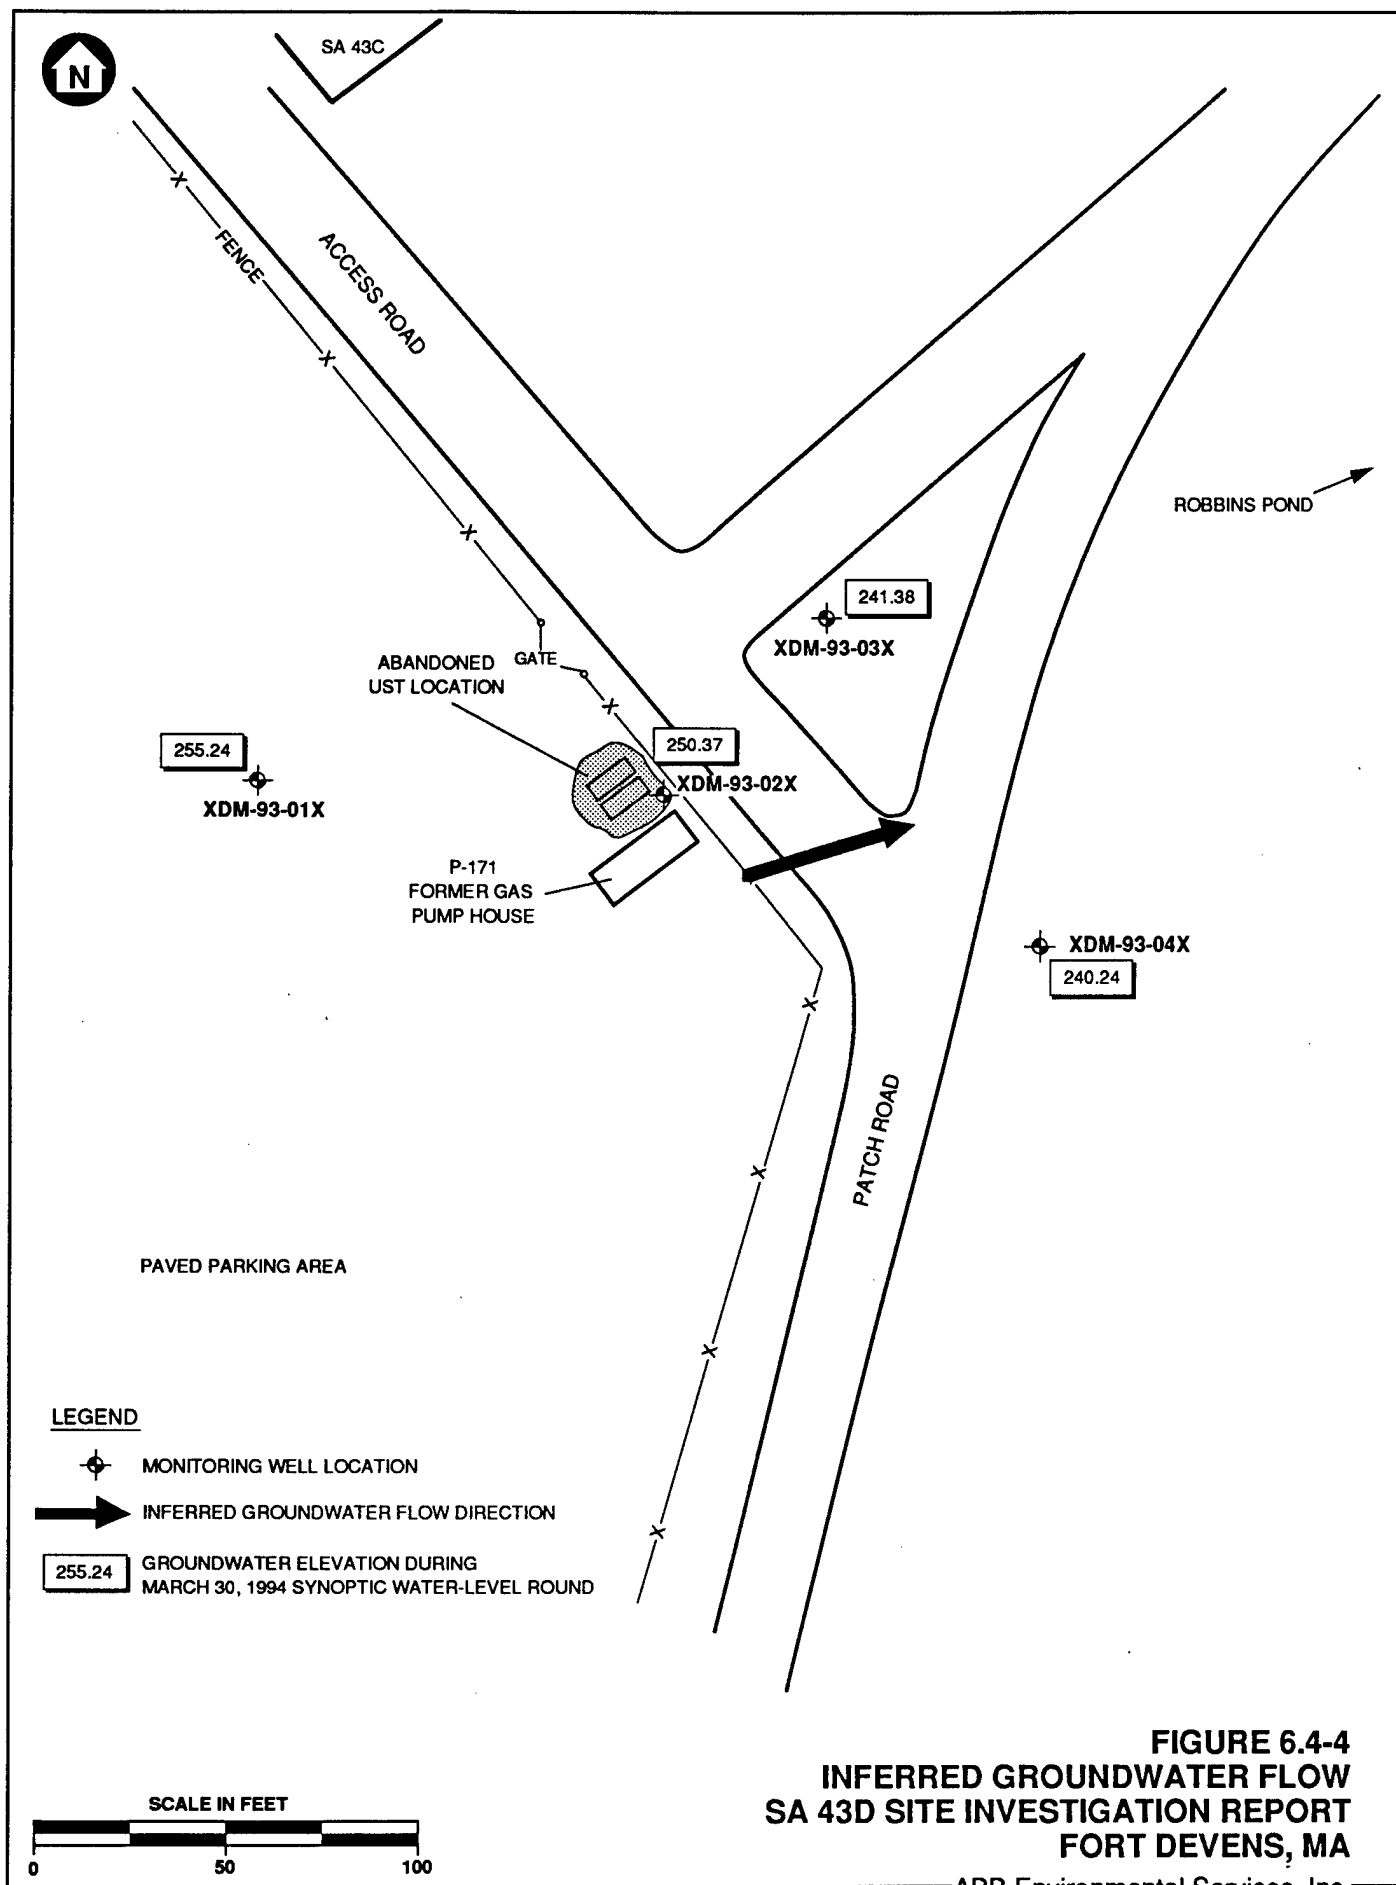 N
SA 43C
FENCE
ACCESS ROAD
ROBBINS POND
241.38
XDM-93-03X
GATE
ABANDONED
UST LOCATION
255.24
XDM-93-01X
250.37
XDM-93-02X
P-171
FORMER GAS
PUMP HOUSE
XDM-93-04X
240.24
PATCH ROAD
PAVED PARKING AREA
LEGEND
MONITORING WELL LOCATION
INFERRED GROUNDWATER FLOW DIRECTION
255.24
GROUNDWATER ELEVATION DURING
MARCH 30, 1994 SYNOPTIC WATER-LEVEL ROUND
SCALE IN FEET
0 50 100
FIGURE 6.4-4
INFERRED GROUNDWATER FLOW
SA 43D SITE INVESTIGATION REPORT
FORT DEVENS, MA
Environmental Services, Inc.